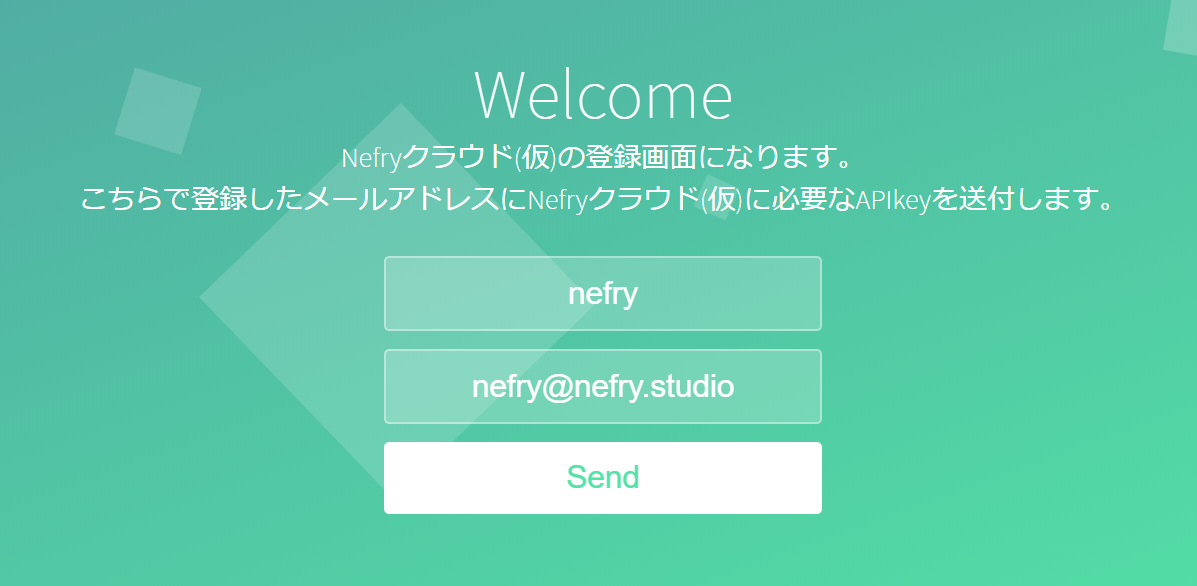 Welcome
Nefryクラウド(仮)の登録画面になります。
こちらで登録したメールアドレスにNefryクラウド(仮)に必要なAPIkeyを送付します。
nefry
nefry@nefry.studio
Send